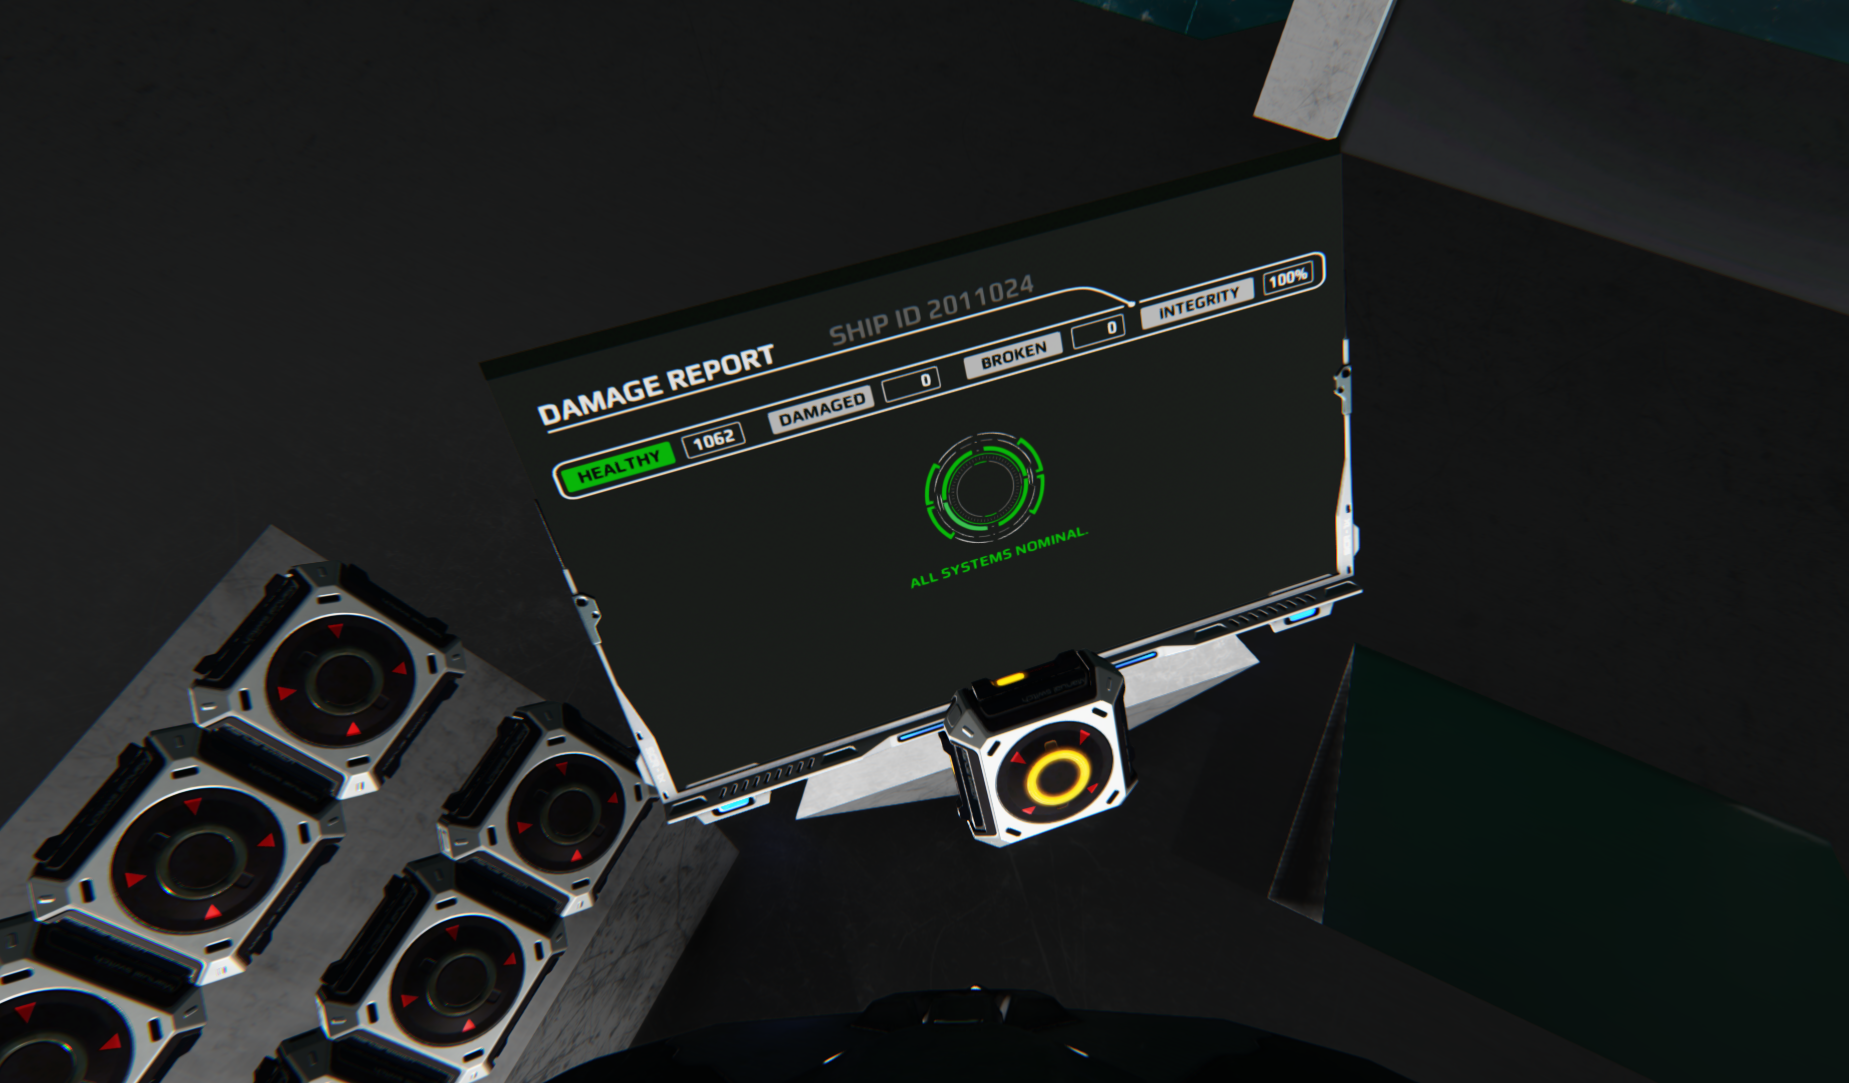 SHIP ID 2011024
DAMAGE REPORT
HEALTHY 1062 DAMAGED 0 BROKEN 0 INTEGRITY 100%
ALL SYSTEMS NOMINAL.